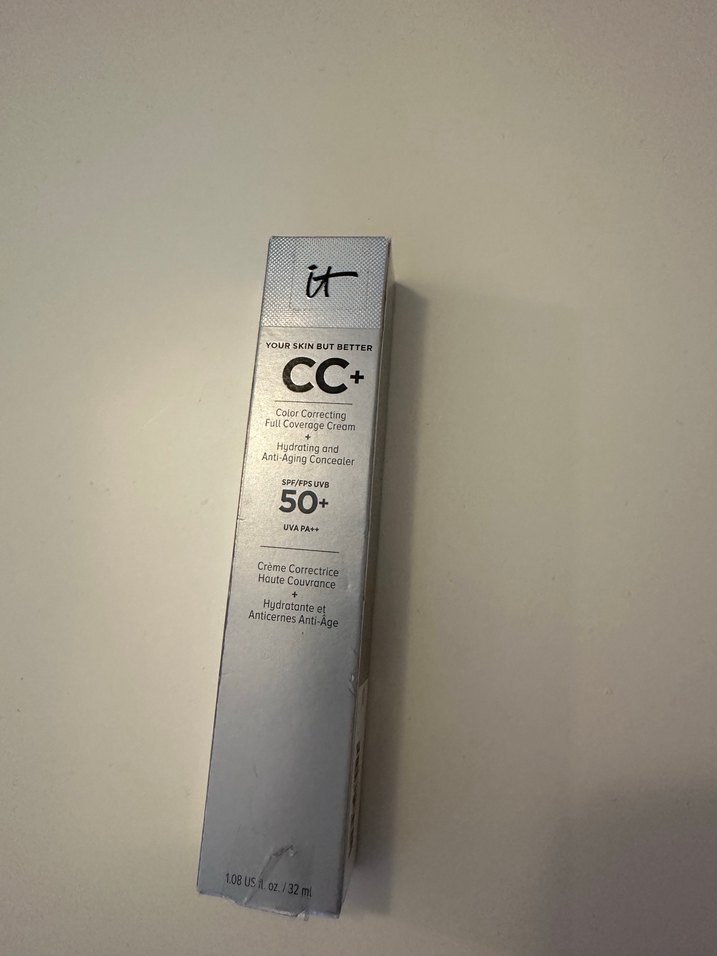 it
YOUR SKIN BUT BETTER
CC+
Color Correcting
Full Coverage Cream
+
Hydrating and
Anti-Aging Concealer
SPF/FPS UVB
50+
UVA PA++
Crème Correctrice
Haute Couvrance
+
Hydratante et
Anticernes Anti-Âge
1.08 US fl. oz. / 32 ml